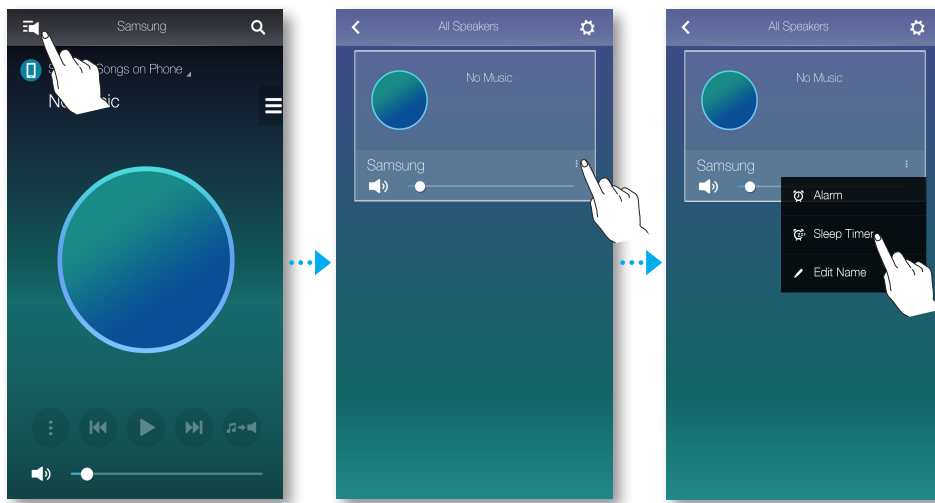 Samsung
Songs on Phone
All Speakers
No Music
Samsung
All Speakers
No Music
Samsung
Alarm
Sleep Timer
Edit Name